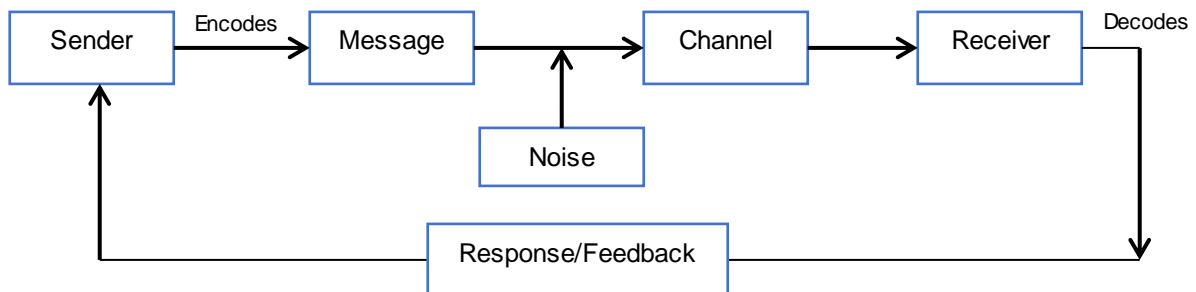 Sender
Encodes
Message
Channel
Receiver
Decodes
Noise
Response/Feedback